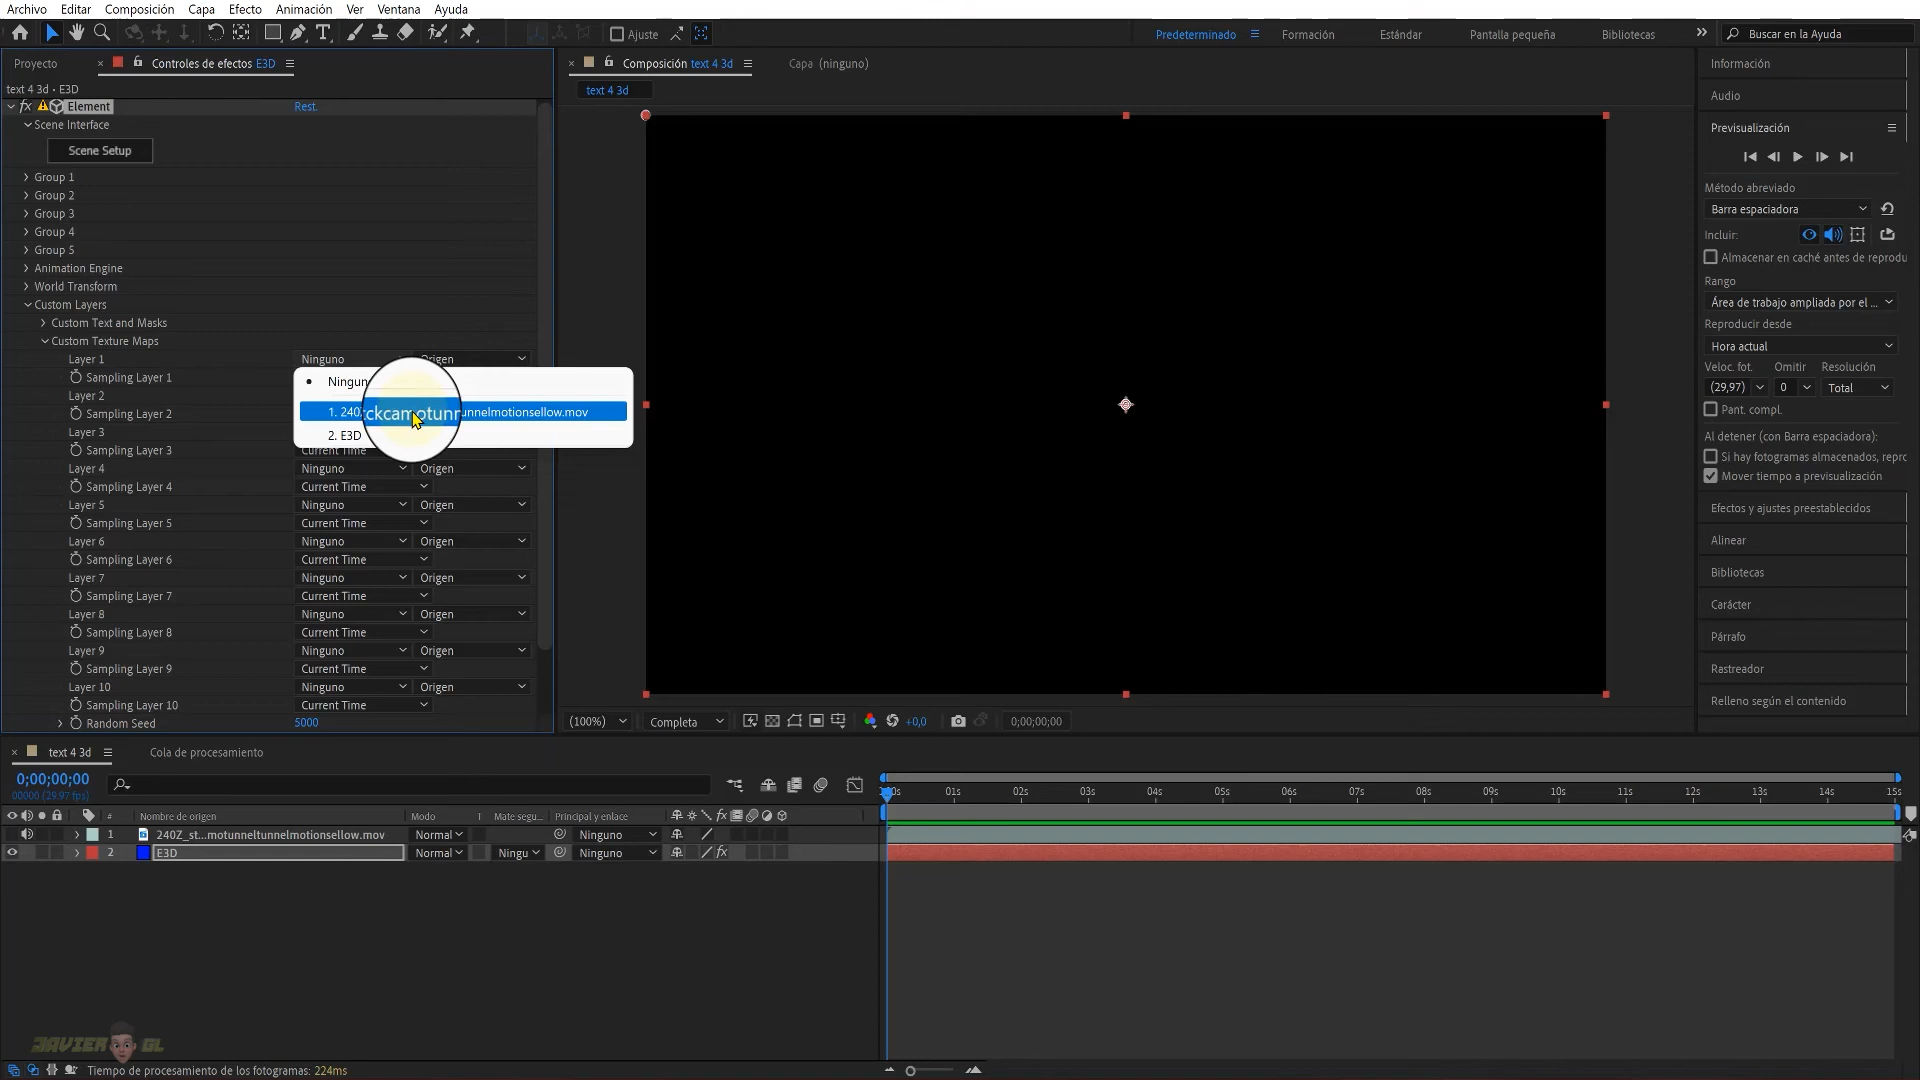 Archivo Editar Composición Capa Efecto Animación Ver Ventana Ayuda
Ajuste
Predeterminado Formación Estándar Pantalla pequeña Bibliotecas Buscar en la Ayuda
Proyecto Controles de efectos E3D
Composición text 4 3d Capa (ninguno)
text 4 3d • E3D
text 4 3d
fx Element Rest.
Scene Interface
Scene Setup
Group 1
Group 2
Group 3
Group 4
Group 5
Animation Engine
World Transform
Custom Layers
Custom Text and Masks
Custom Texture Maps
Layer 1 Ninguno Origen
Sampling Layer 1
Layer 2
Sampling Layer 2
Layer 3
Sampling Layer 3 Current Time
Layer 4 Ninguno Origen
Sampling Layer 4 Current Time
Layer 5 Ninguno Origen
Sampling Layer 5 Current Time
Layer 6 Ninguno Origen
Sampling Layer 6 Current Time
Layer 7 Ninguno Origen
Sampling Layer 7 Current Time
Layer 8 Ninguno Origen
Sampling Layer 8 Current Time
Layer 9 Ninguno Origen
Sampling Layer 9 Current Time
Layer 10 Ninguno Origen
Sampling Layer 10 Current Time
Random Seed 5000
Ningun
1. 240 ckcamotunr unnelmotionsellow.mov
2. E3D
(100%) Completa +0,0 0;00;00;00
Información
Audio
Previsualización
Método abreviado
Barra espaciadora
Incluir:
Almacenar en caché antes de reprodu
Rango
Área de trabajo ampliada por el ...
Reproducir desde
Hora actual
Veloc. fot. Omitir Resolución
(29,97) 0 Total
Pant. compl.
Al detener (con Barra espaciadora):
Si hay fotogramas almacenados, repro
Mover tiempo a previsualización
Efectos y ajustes preestablecidos
Alinear
Bibliotecas
Carácter
Párrafo
Rastreador
Relleno según el contenido
text 4 3d Cola de procesamiento
0;00;00;00
00000 (29.97 fps)
# Nombre de origen Modo T Mate segu... Principal y enlace fx
1 240Z_st...motunneltunnelmotionsellow.mov Normal Ninguno
2 E3D Normal Ningu Ninguno fx
00s 01s 02s 03s 04s 05s 06s 07s 08s 09s 10s 11s 12s 13s 14s 15s
JAVIER GL
Tiempo de procesamiento de los fotogramas: 224ms